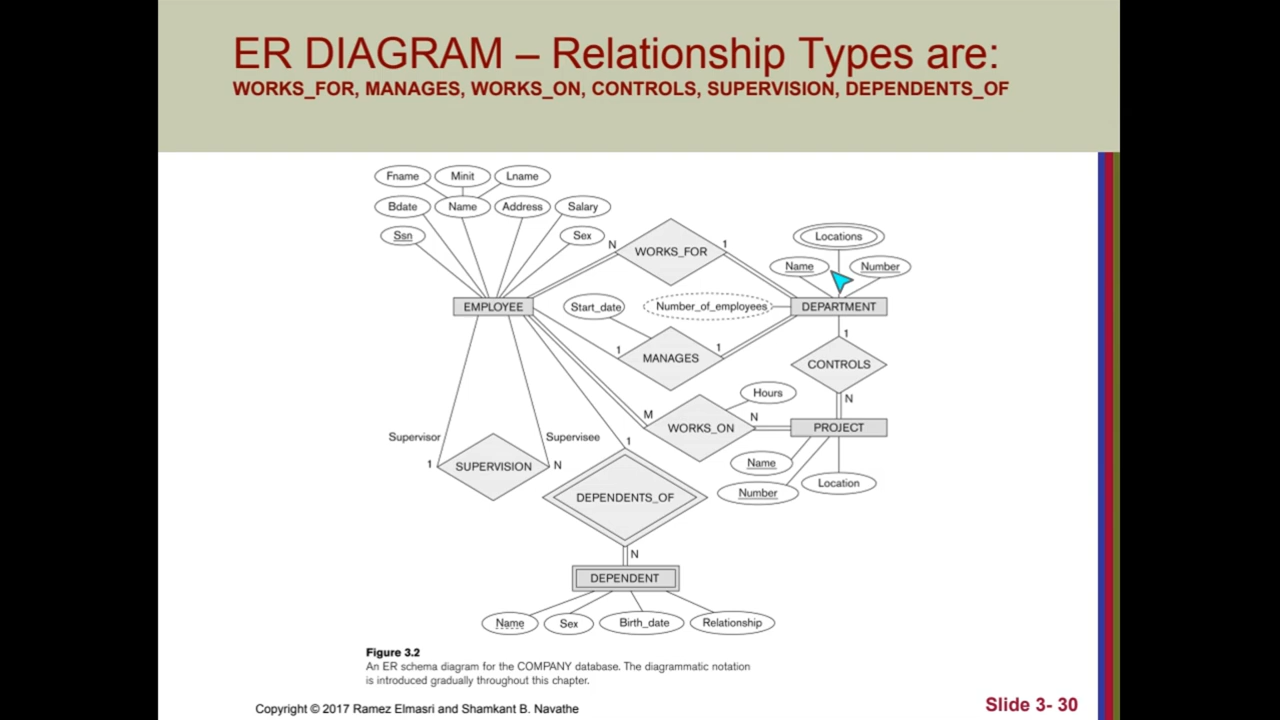 ER DIAGRAM – Relationship Types are:
WORKS_FOR, MANAGES, WORKS_ON, CONTROLS, SUPERVISION, DEPENDENTS_OF
Fname Minit Lname
Bdate Name Address Salary
Ssn Sex
N WORKS_FOR 1
Locations
Name Number
EMPLOYEE Start_date Number_of_employees DEPARTMENT
1 MANAGES 1
1
CONTROLS
N
Hours
M WORKS_ON N PROJECT
Supervisor Supervisee
1 SUPERVISION N
1
Name
Number Location
DEPENDENTS_OF
N
DEPENDENT
Name Sex Birth_date Relationship
Figure 3.2
An ER schema diagram for the COMPANY database. The diagrammatic notation
is introduced gradually throughout this chapter.
Copyright © 2017 Ramez Elmasri and Shamkant B. Navathe
Slide 3- 30